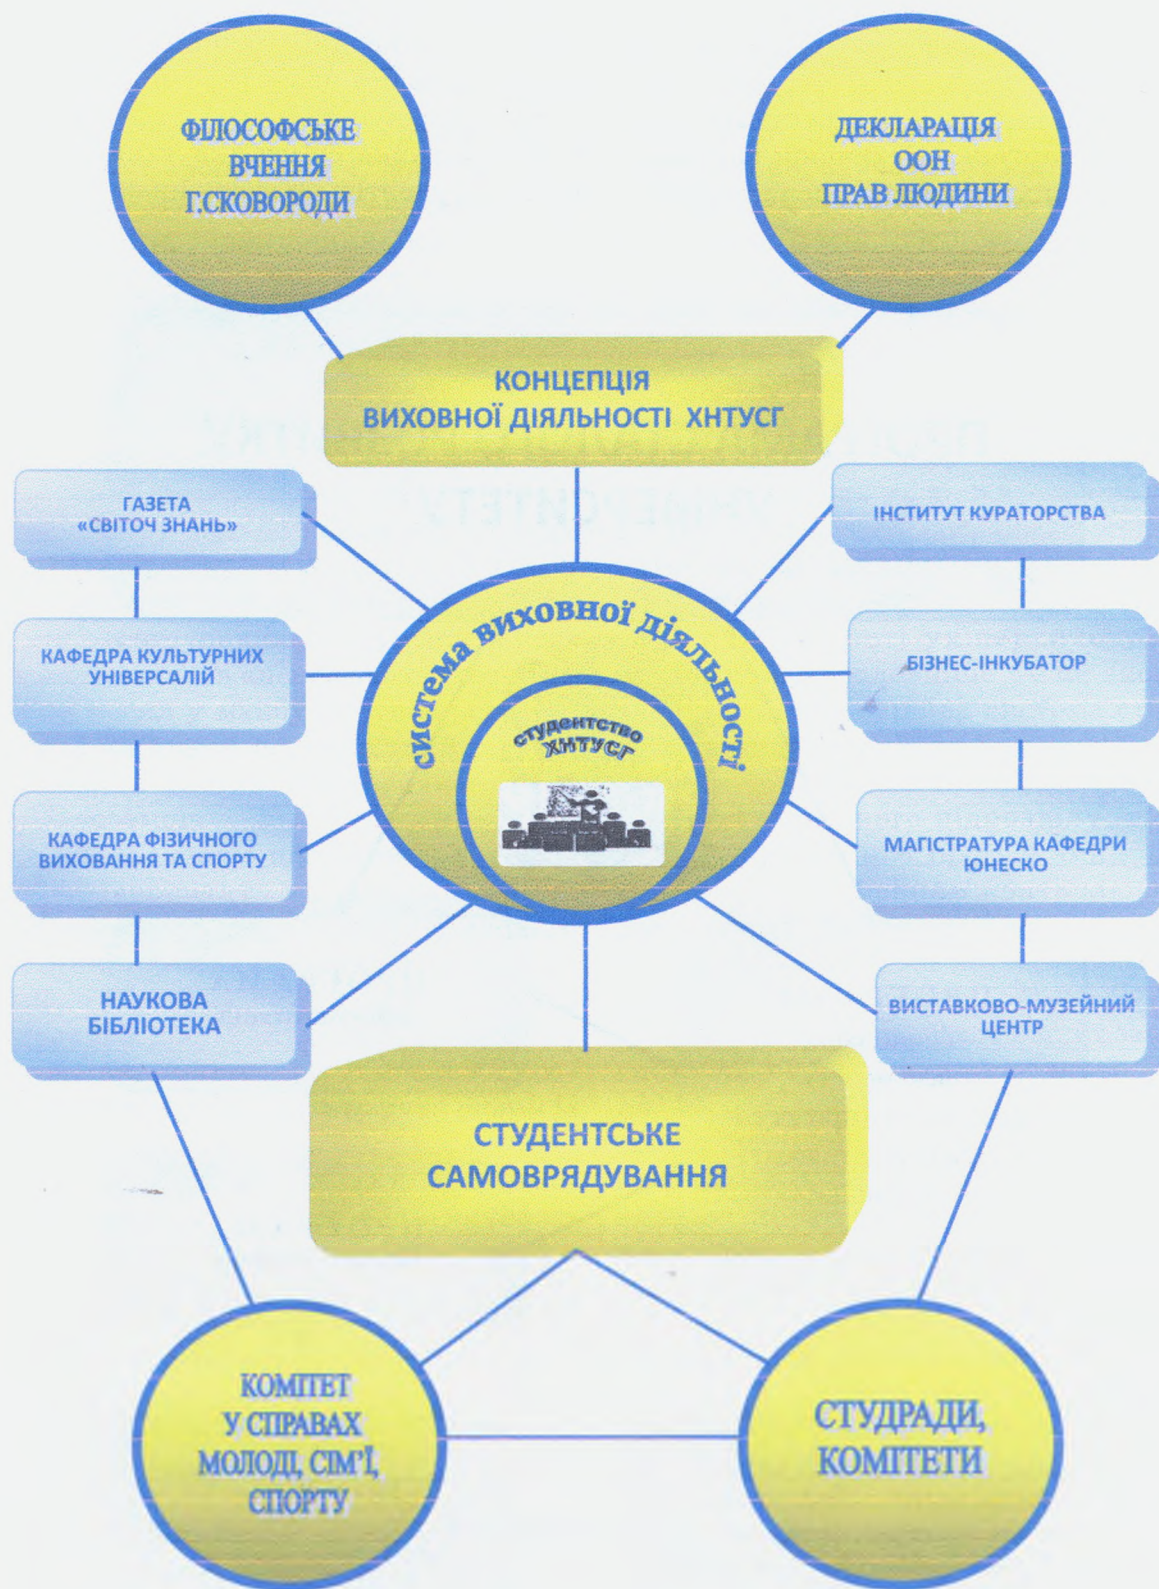 ФІЛОСОФСЬКЕ
ВЧЕННЯ
Г.СКОВОРОДИ
ДЕКЛАРАЦІЯ
ООН
ПРАВ ЛЮДИНИ
КОНЦЕПЦІЯ
ВИХОВНОЇ ДІЯЛЬНОСТІ ХНТУСГ
ГАЗЕТА
«СВІТОЧ ЗНАНЬ»
ІНСТИТУТ КУРАТОРСТВА
система виховної діяльності
КАФЕДРА КУЛЬТУРНИХ
УНІВЕРСАЛІЙ
БІЗНЕС-ІНКУБАТОР
студентство
ХНТУСГ
КАФЕДРА ФІЗИЧНОГО
ВИХОВАННЯ ТА СПОРТУ
МАГІСТРАТУРА КАФЕДРИ
ЮНЕСКО
НАУКОВА
БІБЛІОТЕКА
ВИСТАВКОВО-МУЗЕЙНИЙ
ЦЕНТР
СТУДЕНТСЬКЕ
САМОВРЯДУВАННЯ
КОМІТЕТ
У СПРАВАХ
МОЛОДІ, СІМ'Ї,
СПОРТУ
СТУДРАДИ,
КОМІТЕТИ